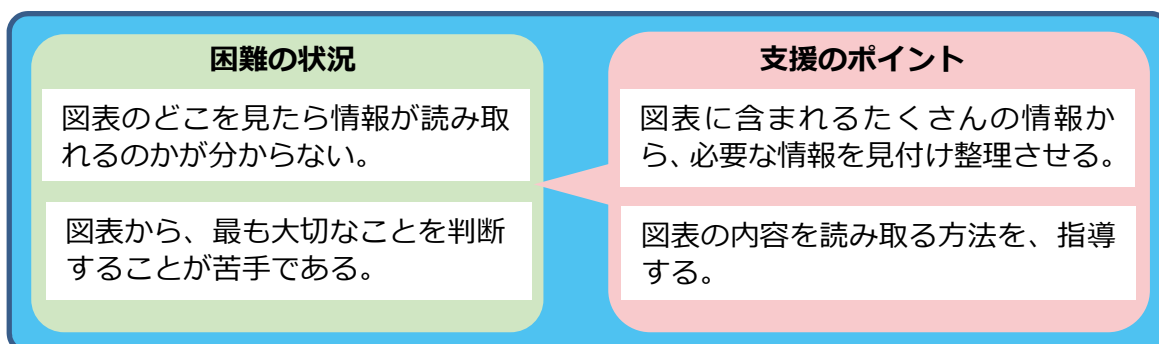 困難の状況
図表のどこを見たら情報が読み取
れるのかが分からない。
図表から、最も大切なことを判断
することが苦手である。
支援のポイント
図表に含まれるたくさんの情報か
ら、必要な情報を見付け整理させる。
図表の内容を読み取る方法を、指導
する。